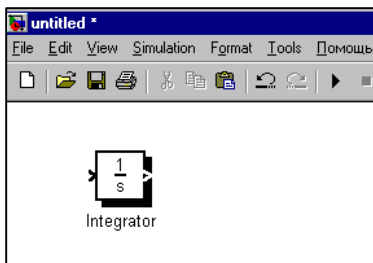 untitled *
File Edit View Simulation Format Tools Помощь
1
s
Integrator